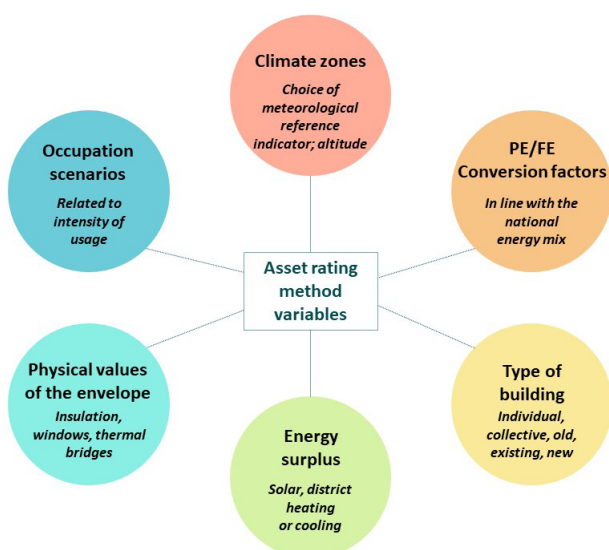 Climate zones
Choice of
meteorological
reference
indicator; altitude
Occupation
scenarios
Related to
intensity of
usage
PE/FE
Conversion factors
In line with the
national
energy mix
Asset rating
method
variables
Physical values
of the envelope
Insulation,
windows, thermal
bridges
Type of
building
Individual,
collective, old,
existing, new
Energy
surplus
Solar, district
heating
or cooling